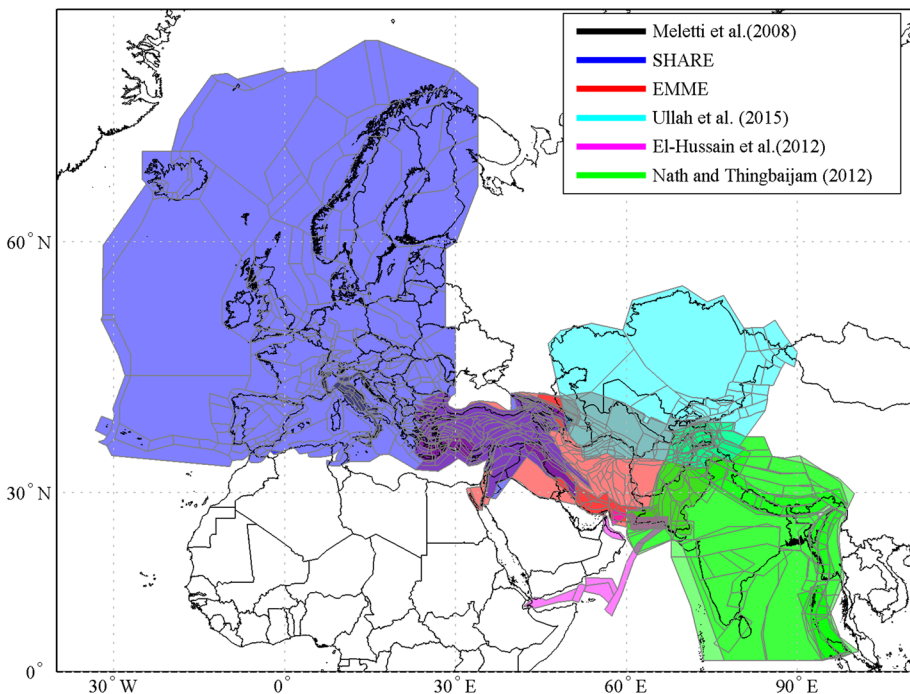 Meletti et al.(2008)
SHARE
EMME
Ullah et al. (2015)
El-Hussain et al.(2012)
Nath and Thingbaijam (2012)
60° N
30° N
0°
30° W
0°
30° E
60° E
90° E